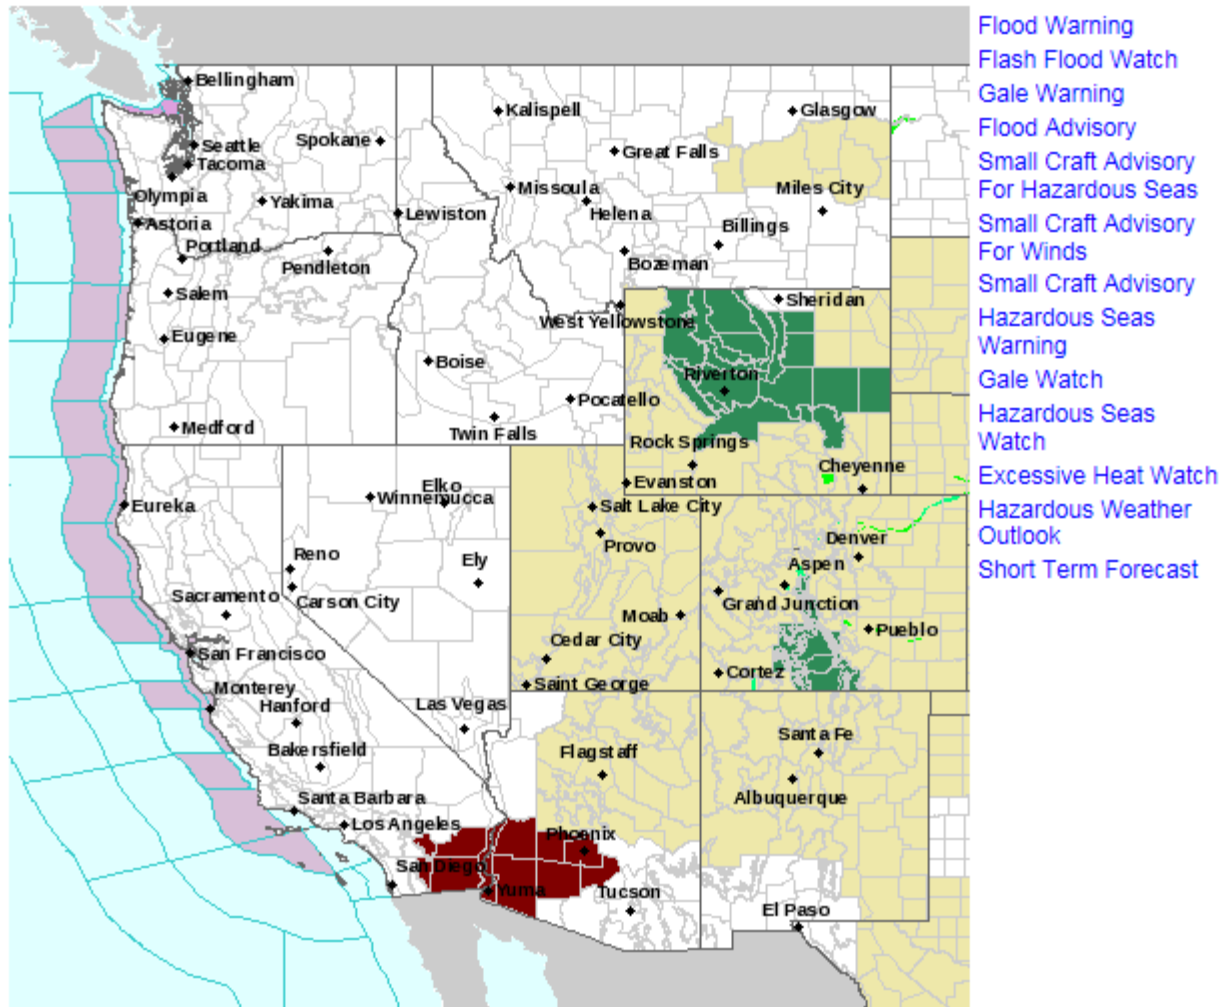 Flood Warning
Flash Flood Watch
Gale Warning
Flood Advisory
Small Craft Advisory
For Hazardous Seas
Small Craft Advisory
For Winds
Small Craft Advisory
Hazardous Seas
Warning
Gale Watch
Hazardous Seas
Watch
Excessive Heat Watch
Hazardous Weather
Outlook
Short Term Forecast
Bellingham
Kalispell
Glasgow
Seattle
Spokane
Great Falls
Tacoma
Olympia
Missoula
Miles City
Yakima
Lewiston
Helena
Astoria
Billings
Portland
Pendleton
Bozeman
Salem
Sheridan
West Yellowstone
Eugene
Boise
Riverton
Pocatello
Medford
Twin Falls
Rock Springs
Cheyenne
Evanston
Elko
Winnemucca
Eureka
Salt Lake City
Provo
Denver
Reno
Ely
Aspen
Sacramento
Carson City
Grand Junction
Moab
Pueblo
Cedar City
San Francisco
Cortez
Saint George
Monterey
Hanford
Las Vegas
Santa Fe
Bakersfield
Flagstaff
Albuquerque
Santa Barbara
Los Angeles
Phoenix
San Diego
Yuma
Tucson
El Paso